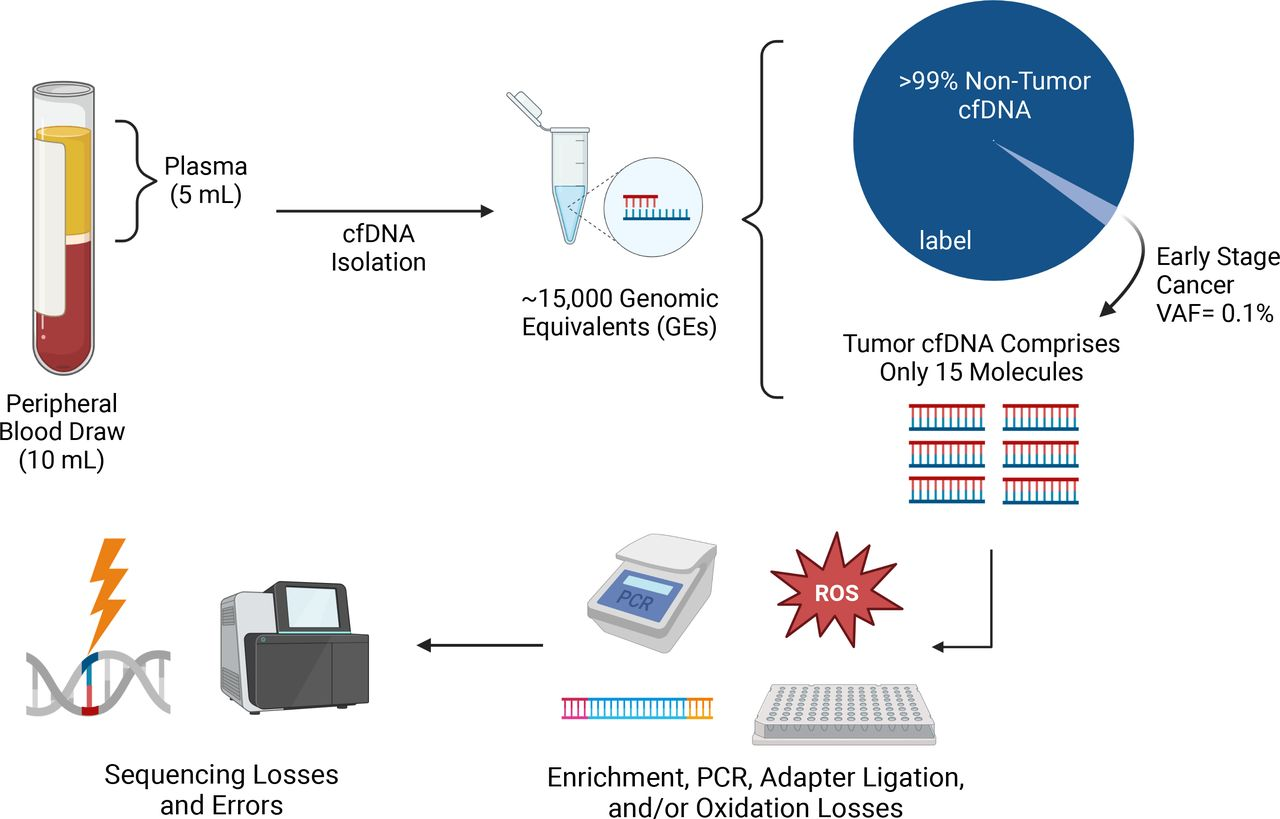 Plasma
(5 mL)
Peripheral
Blood Draw
(10 mL)
cfDNA
Isolation
~15,000 Genomic
Equivalents (GEs)
>99% Non-Tumor
cfDNA
label
Early Stage
Cancer
VAF= 0.1%
Tumor cfDNA Comprises
Only 15 Molecules
PCR
ROS
Enrichment, PCR, Adapter Ligation,
and/or Oxidation Losses
Sequencing Losses
and Errors